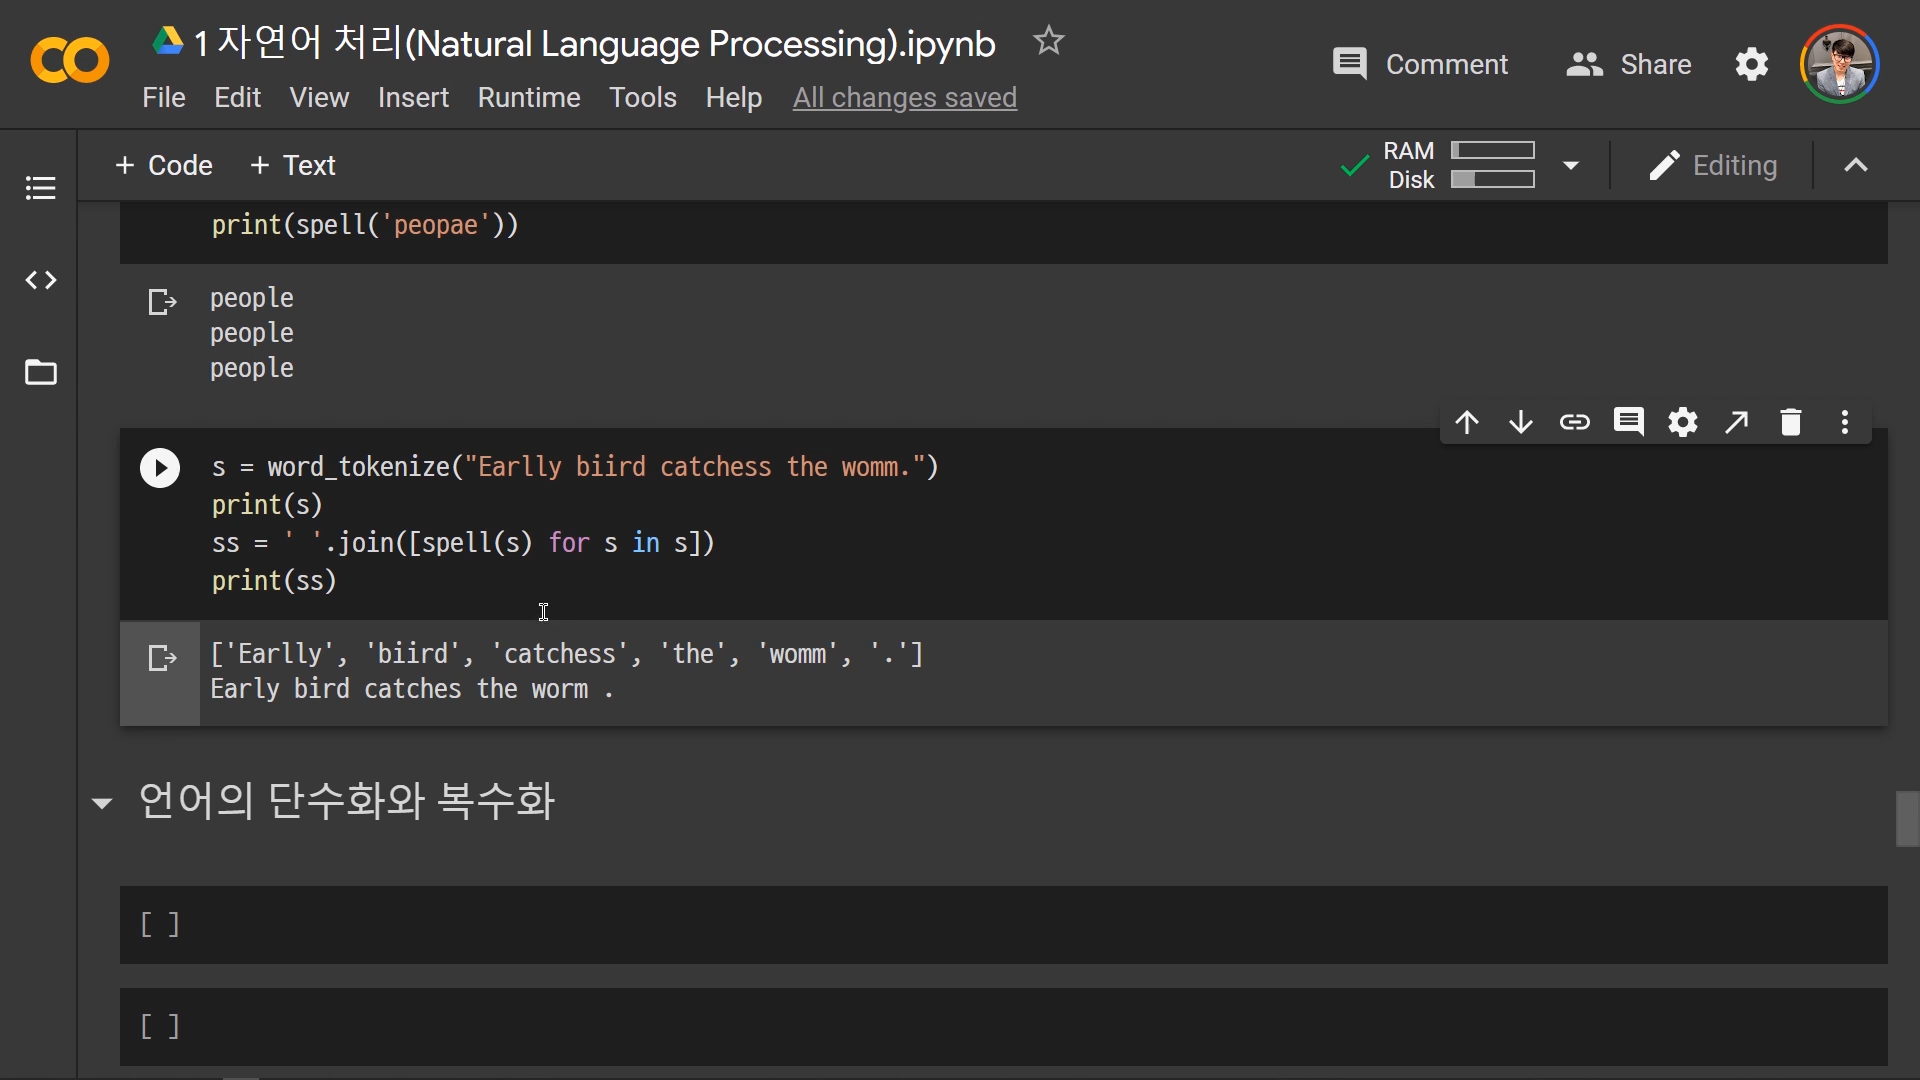 1 자연어 처리(Natural Language Processing).ipynb
Comment
Share
File Edit View Insert Runtime Tools Help All changes saved
+ Code + Text
RAM
Disk
Editing
print(spell('peopae'))
people
people
people
s = word_tokenize("Earlly biird catchess the womm.")
print(s)
ss = ' '.join([spell(s) for s in s])
print(ss)
['Earlly', 'biird', 'catchess', 'the', 'womm', '.']
Early bird catches the worm .
언어의 단수화와 복수화
[ ]
[ ]